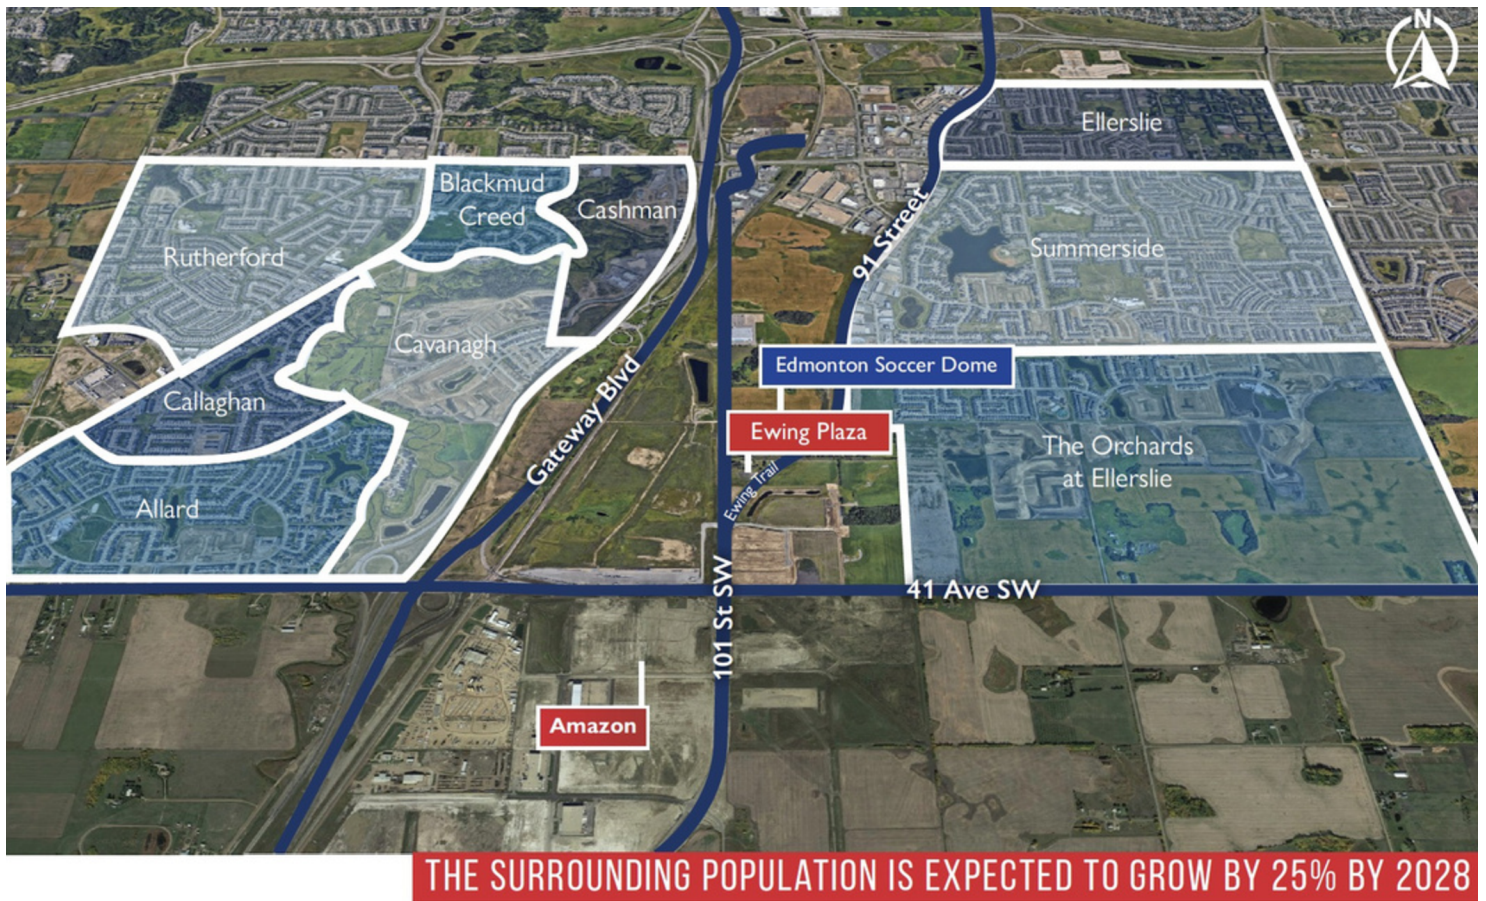 N
Ellerslie
Blackmud
Creed
Cashman
Rutherford
91 Street
Summerside
Cavanagh
Edmonton Soccer Dome
Gateway Blvd
Callaghan
Ewing Plaza
The Orchards
at Ellerslie
Ewing Trail
Allard
41 Ave SW
101 St SW
Amazon
THE SURROUNDING POPULATION IS EXPECTED TO GROW BY 25% BY 2028